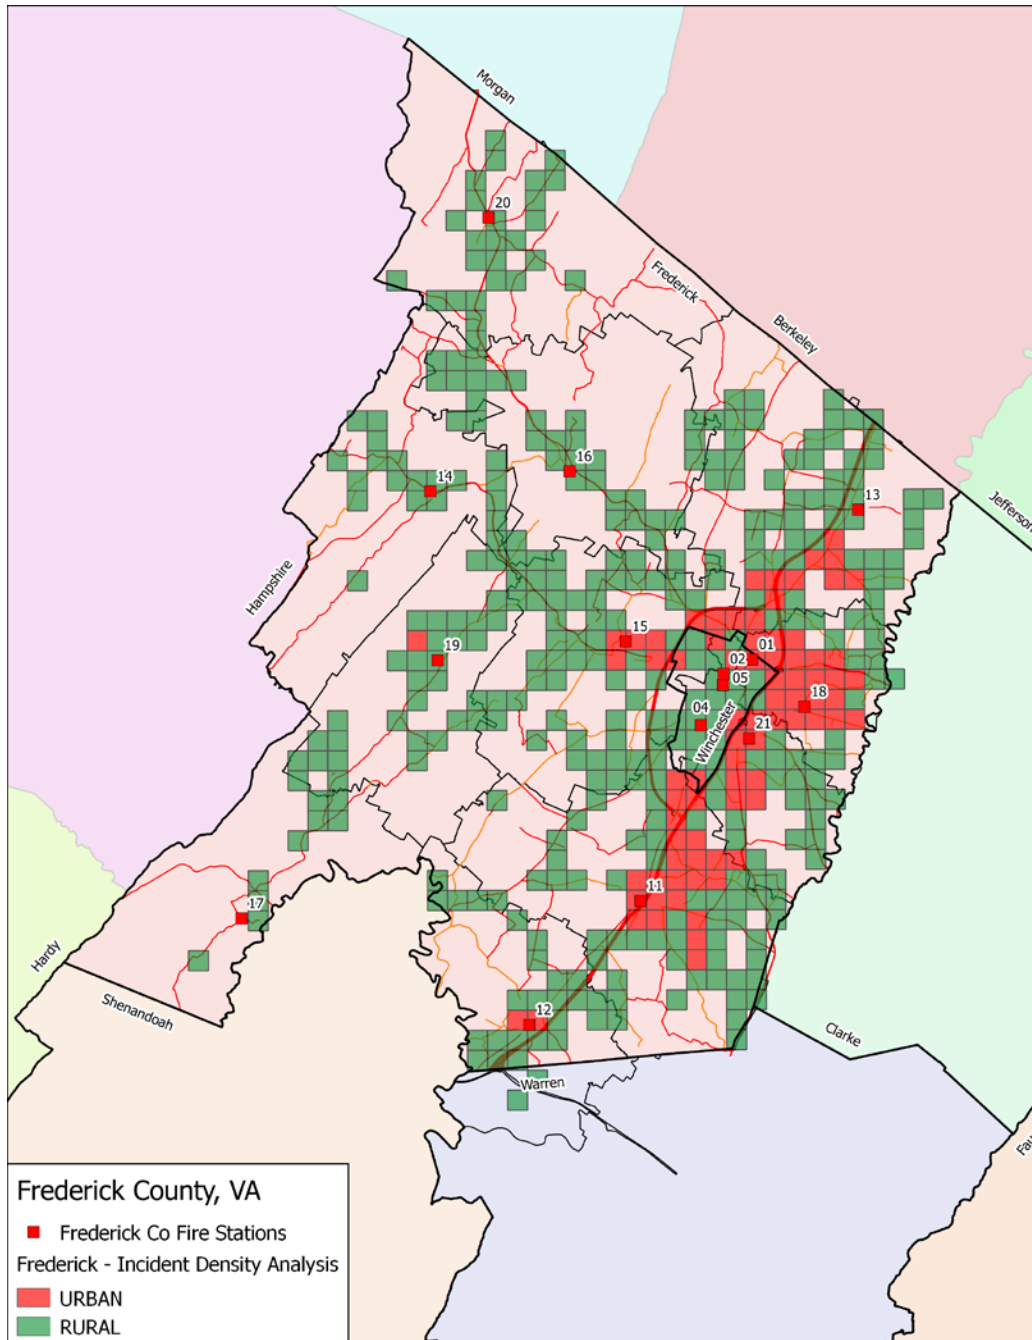 Morgan
20
Frederick
Berkeley
16
14
13
Jefferson
Hampshire
15
01
02
19
05
18
04
Winchester
21
11
17
Hardy
Shenandoah
12
Clarke
Warren
Fau
Frederick County, VA
Frederick Co Fire Stations
Frederick - Incident Density Analysis
URBAN
RURAL